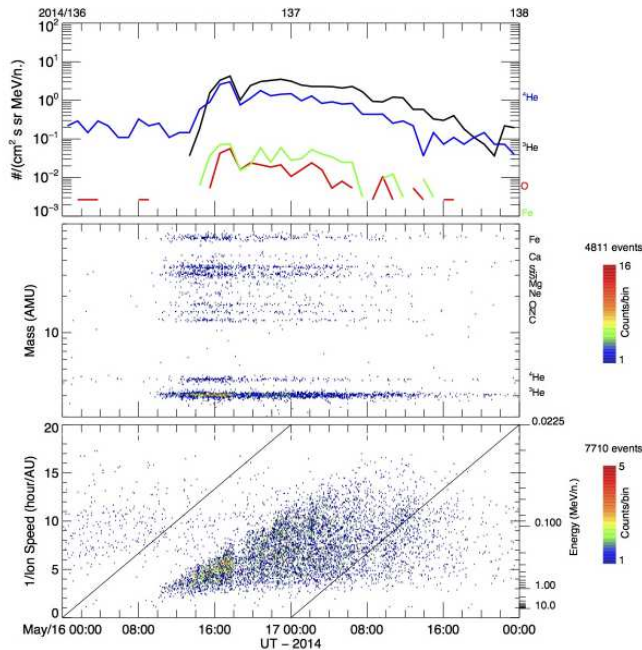 2014/136 137 138
10²
10¹
10⁰
10⁻¹
10⁻²
10⁻³
#/(cm² s sr MeV/n.)
⁴He
³He
O
Fe
Mass (AMU)
10
Fe
Ca
S
Si
Mg
Ne
O
N
C
⁴He
³He
4811 events
16
Counts/bin
1
1/Ion Speed (hour/AU)
20
15
10
5
0
0.0225
0.100
1.00
10.0
Energy (MeV/n.)
7710 events
5
Counts/bin
1
May/16 00:00 08:00 16:00 17 00:00 08:00 16:00 00:00
UT – 2014